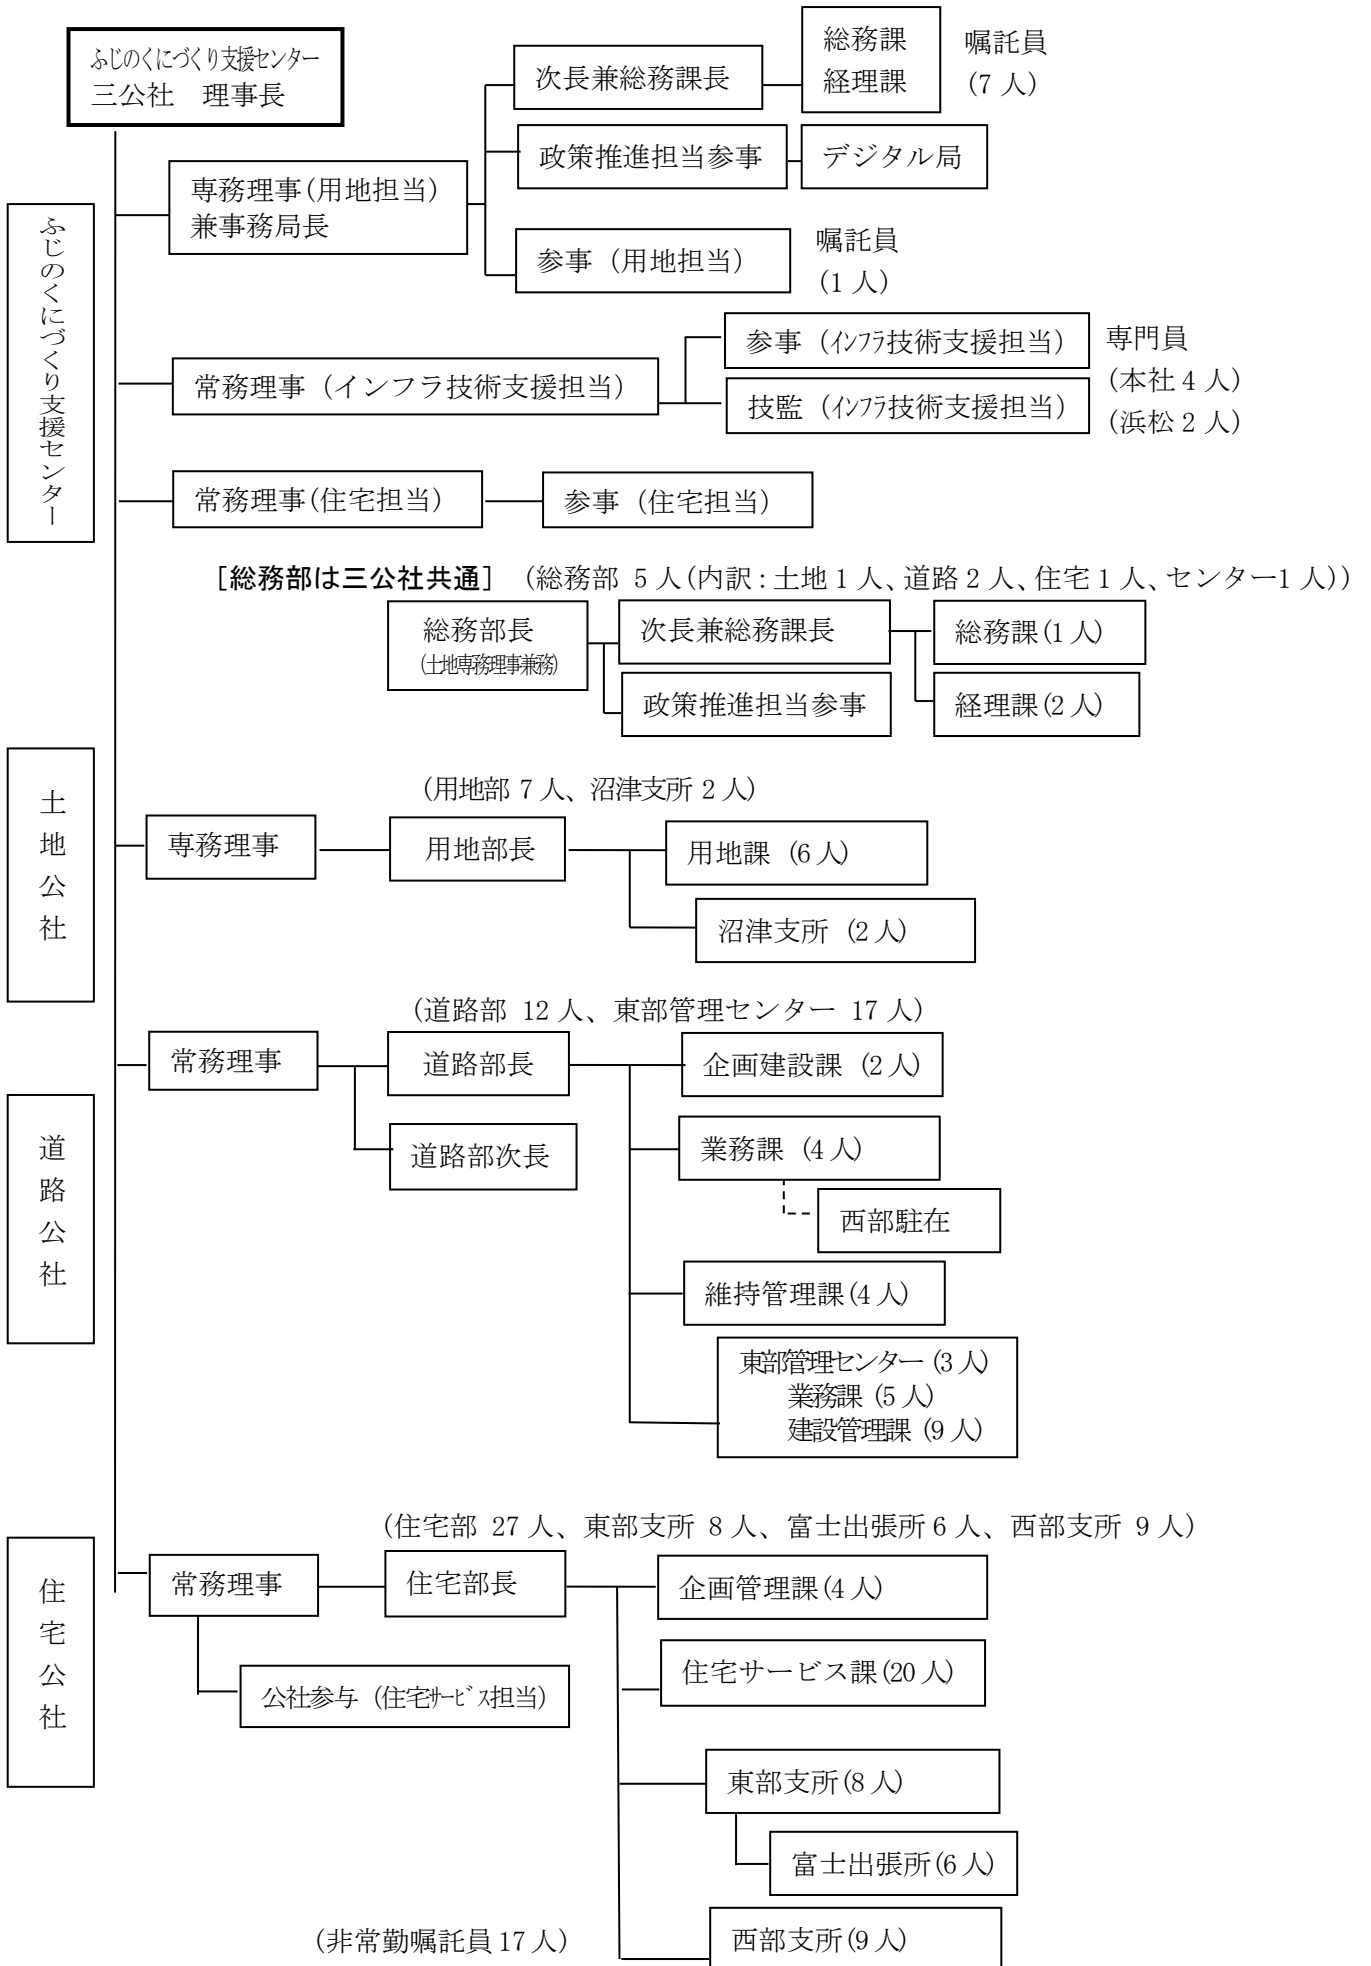 ふじのくにづくり支援センター
三公社　理事長
次長兼総務課長
総務課
経理課
嘱託員
(7人)
政策推進担当参事
デジタル局
専務理事(用地担当)
兼事務局長
参事（用地担当）
嘱託員
(1人)
ふじのくにづくり支援センター
常務理事（インフラ技術支援担当）
参事（インフラ技術支援担当）
技監（インフラ技術支援担当）
専門員
(本社4人)
(浜松2人)
常務理事(住宅担当)
参事（住宅担当）
[総務部は三公社共通]　(総務部 5人(内訳：土地1人、道路2人、住宅1人、センター1人))
総務部長
(土地専務理事兼務)
次長兼総務課長
総務課(1人)
政策推進担当参事
経理課(2人)
土地公社
(用地部 7人、沼津支所 2人)
専務理事
用地部長
用地課 (6人)
沼津支所 (2人)
道路公社
(道路部 12人、東部管理センター 17人)
常務理事
道路部長
企画建設課 (2人)
道路部次長
業務課 (4人)
西部駐在
維持管理課(4人)
東部管理センター (3人)
業務課 (5人)
建設管理課 (9人)
住宅公社
(住宅部 27人、東部支所 8人、富士出張所6人、西部支所 9人)
常務理事
住宅部長
企画管理課(4人)
公社参与（住宅サービス担当）
住宅サービス課(20人)
東部支所(8人)
富士出張所(6人)
(非常勤嘱託員17人)
西部支所(9人)